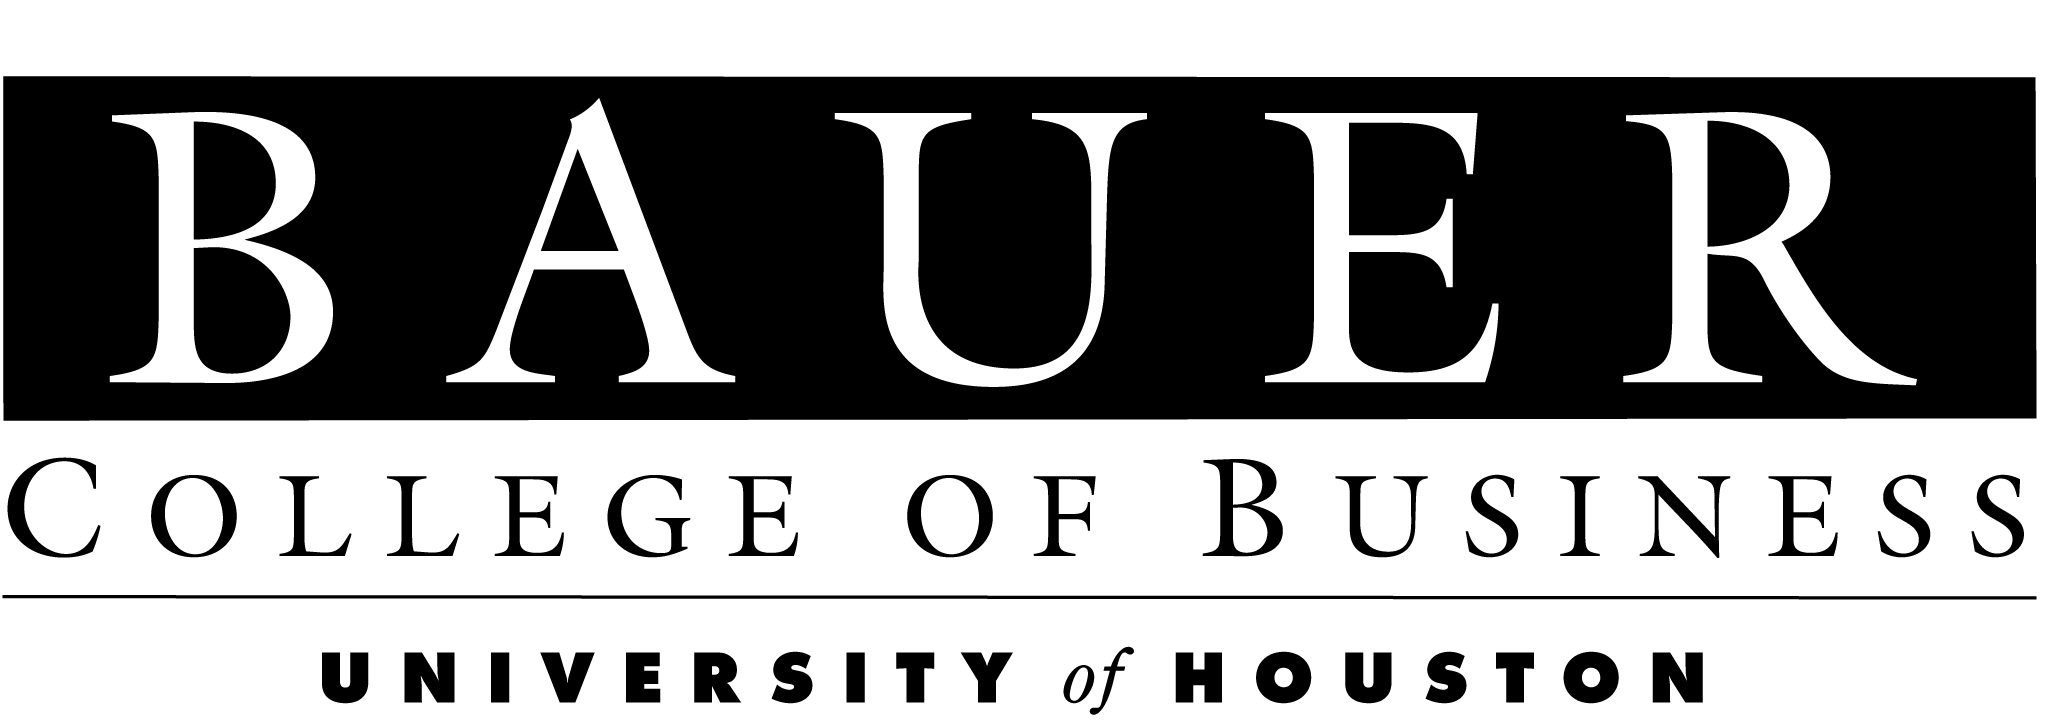 BAUER
COLLEGE OF BUSINESS
UNIVERSITY of HOUSTON